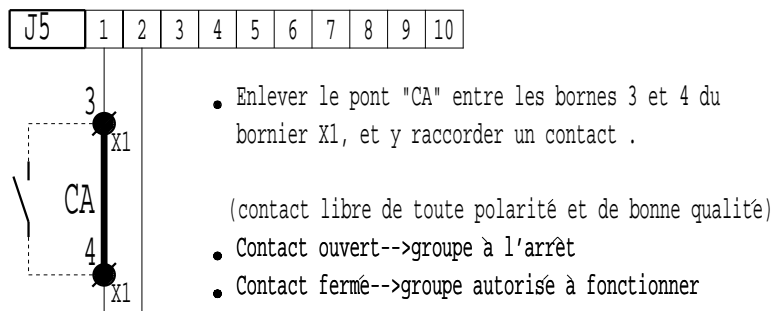 J5 1 2 3 4 5 6 7 8 9 10
3
X1
CA
4
X1
• Enlever le pont "CA" entre les bornes 3 et 4 du
bornier X1, et y raccorder un contact .
(contact libre de toute polarité et de bonne qualité)
• Contact ouvert-->groupe à l'arrêt
• Contact fermé-->groupe autorisé à fonctionner